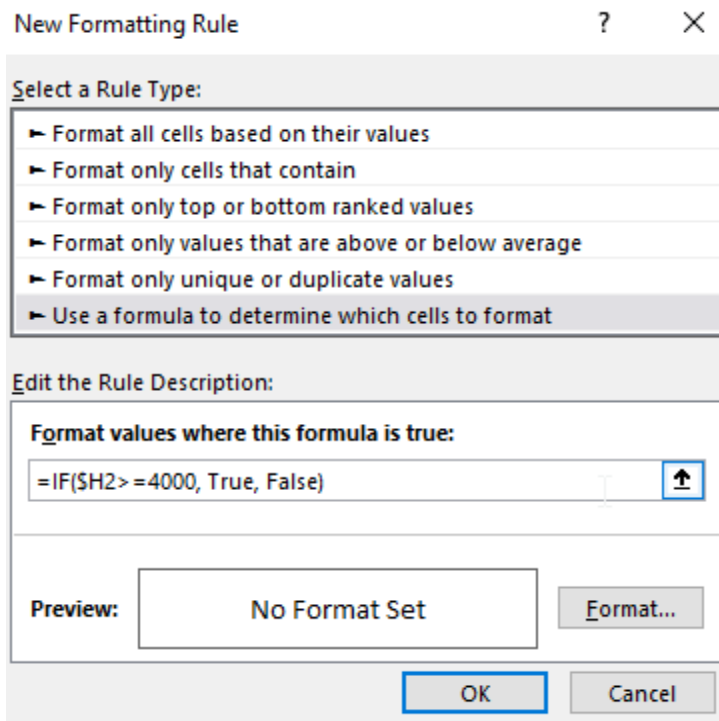 New Formatting Rule ? ×
Select a Rule Type:
► Format all cells based on their values
► Format only cells that contain
► Format only top or bottom ranked values
► Format only values that are above or below average
► Format only unique or duplicate values
► Use a formula to determine which cells to format
Edit the Rule Description:
Format values where this formula is true:
=IF($H2>=4000, True, False)
Preview: No Format Set Format...
OK Cancel